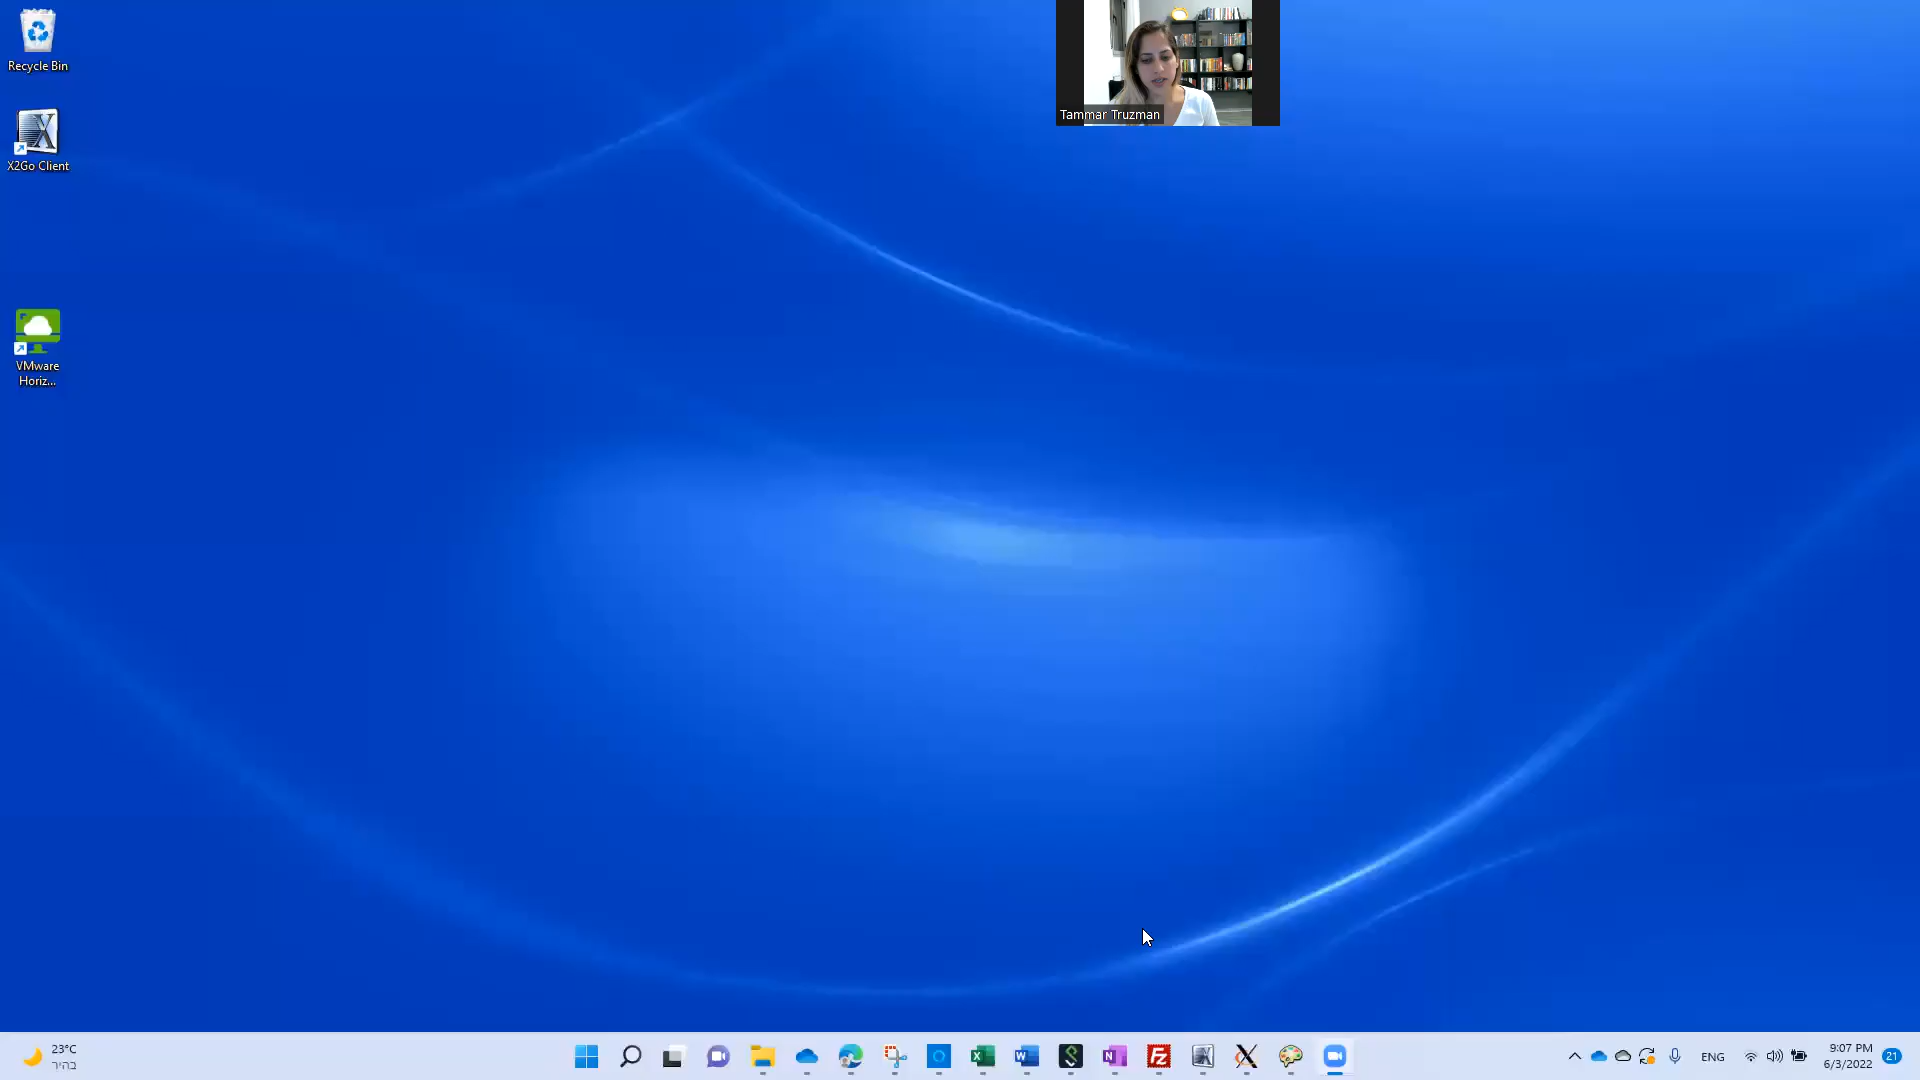 Recycle Bin
X2Go Client
VMware
Horiz...
Tammar Truzman
23°C
בהיר
ENG
9:07 PM
6/3/2022
21